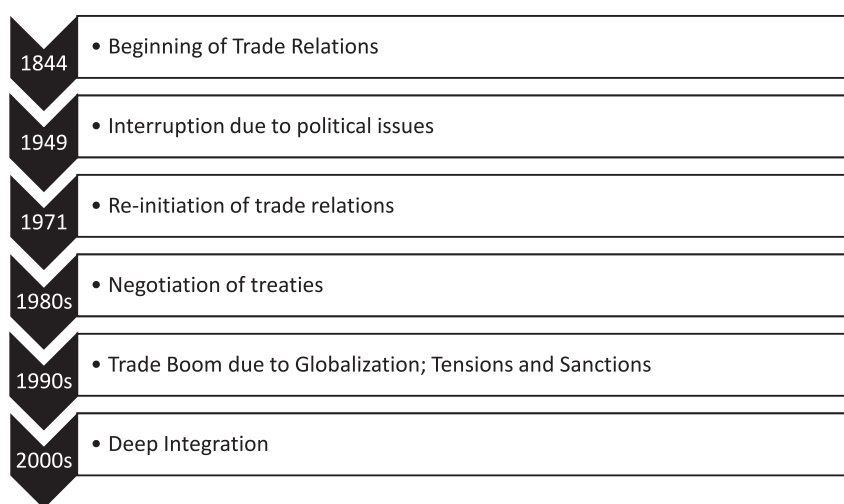 1844
• Beginning of Trade Relations
1949
• Interruption due to political issues
1971
• Re-initiation of trade relations
1980s
• Negotiation of treaties
1990s
• Trade Boom due to Globalization; Tensions and Sanctions
2000s
• Deep Integration